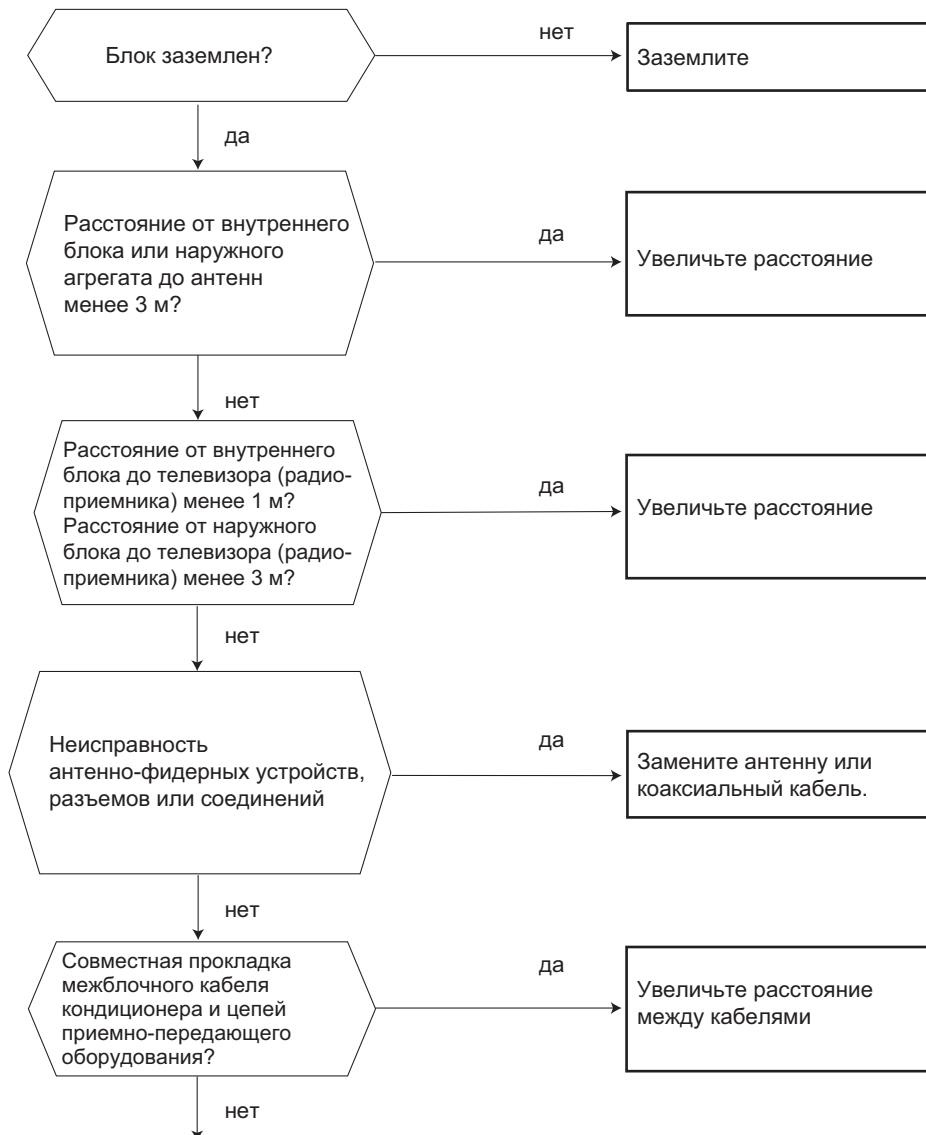 Блок заземлен?
нет
Заземлите
да
Расстояние от внутреннего
блока или наружного
агрегата до антенн
менее 3 м?
да
Увеличьте расстояние
нет
Расстояние от внутреннего
блока до телевизора (радио-
приемника) менее 1 м?
Расстояние от наружного
блока до телевизора (радио-
приемника) менее 3 м?
да
Увеличьте расстояние
нет
Неисправность
антенно-фидерных устройств,
разъемов или соединений
да
Замените антенну или
коаксиальный кабель.
нет
Совместная прокладка
межблочного кабеля
кондиционера и цепей
приемно-передающего
оборудования?
да
Увеличьте расстояние
между кабелями
нет